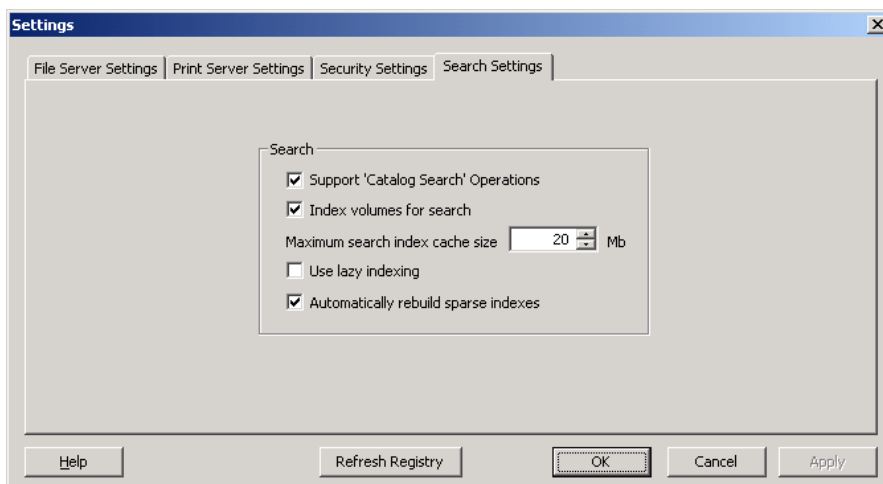 Settings
File Server Settings Print Server Settings Security Settings Search Settings
Search
Support 'Catalog Search' Operations
Index volumes for search
Maximum search index cache size 20 Mb
Use lazy indexing
Automatically rebuild sparse indexes
Help Refresh Registry OK Cancel Apply